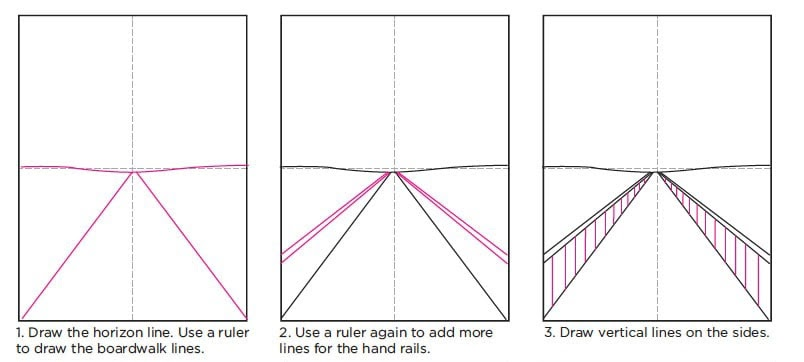 1. Draw the horizon line. Use a ruler
to draw the boardwalk lines.
2. Use a ruler again to add more
lines for the hand rails.
3. Draw vertical lines on the sides.